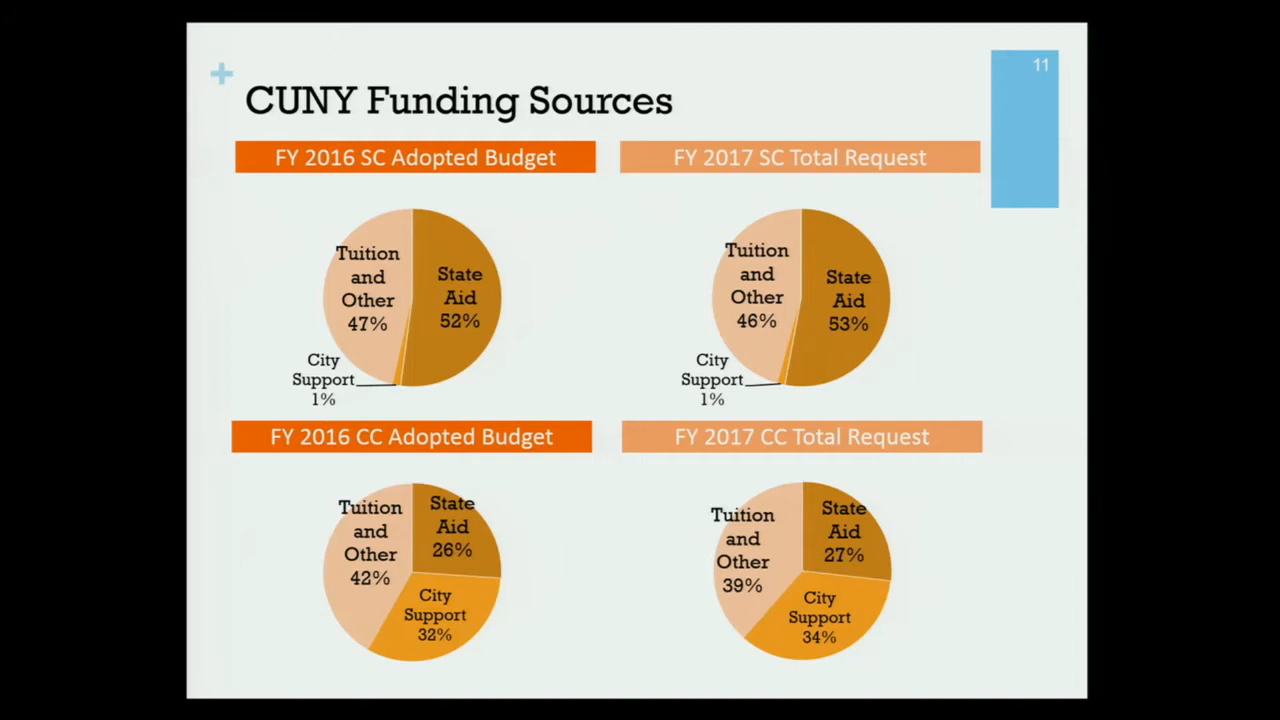 11
CUNY Funding Sources
FY 2016 SC Adopted Budget
Tuition
and
Other
47%
State
Aid
52%
City
Support
1%
FY 2017 SC Total Request
Tuition
and
Other
46%
State
Aid
53%
City
Support
1%
FY 2016 CC Adopted Budget
Tuition
and
Other
42%
State
Aid
26%
City
Support
32%
FY 2017 CC Total Request
Tuition
and
Other
39%
State
Aid
27%
City
Support
34%